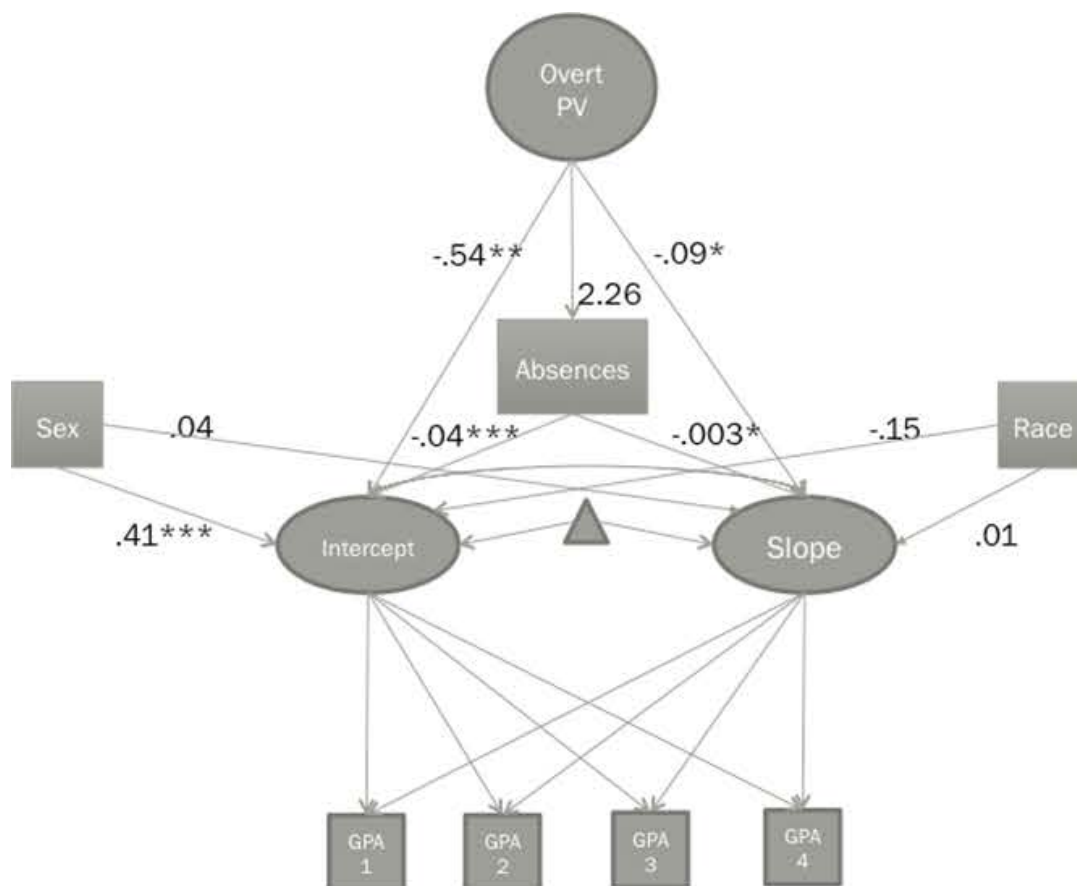 Overt
PV
-.54**
-.09*
2.26
Absences
Sex
.04
-.04***
-.003*
-.15
Race
.41***
Intercept
Slope
.01
GPA
1
GPA
2
GPA
3
GPA
4